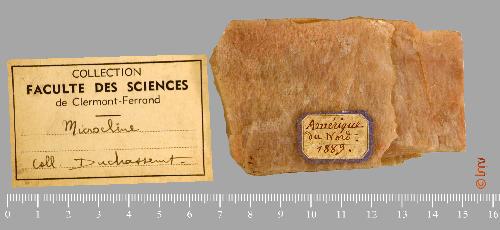 COLLECTION
FACULTE DES SCIENCES
de Clermont-Ferrand
Microcline
Coll. Duchasseint
Amérique
du Nord.
1889.
0 1 2 3 4 5 6 7 8 9 10 11 12 13 14 15 16